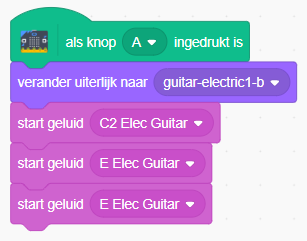 als knop A ingedrukt is
verander uiterlijk naar guitar-electric1-b
start geluid C2 Elec Guitar
start geluid E Elec Guitar
start geluid E Elec Guitar